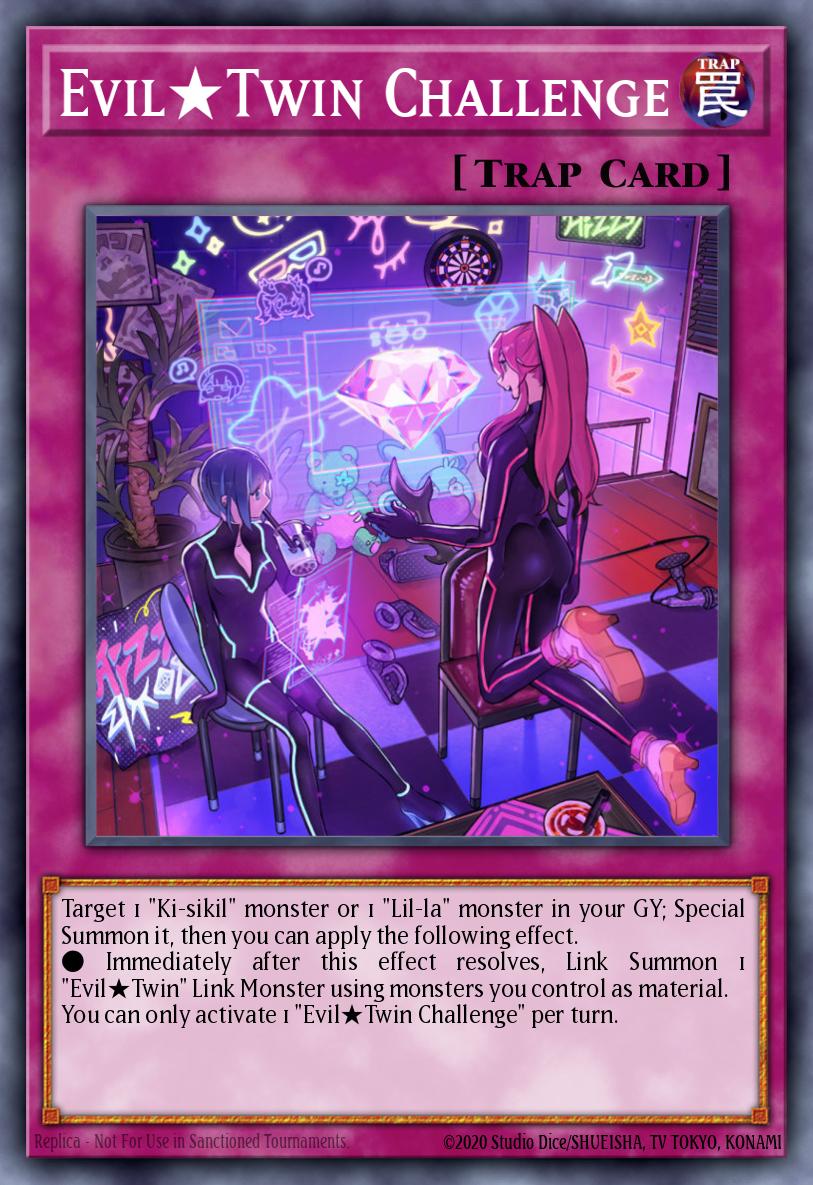 Evil★Twin Challenge
TRAP
罠
[Trap Card]
Target 1 "Ki-sikil" monster or 1 "Lil-la" monster in your GY; Special
Summon it, then you can apply the following effect.
● Immediately after this effect resolves, Link Summon 1
"Evil★Twin" Link Monster using monsters you control as material.
You can only activate 1 "Evil★Twin Challenge" per turn.
Replica - Not For Use in Sanctioned Tournaments.
©2020 Studio Dice/SHUEISHA, TV TOKYO, KONAMI